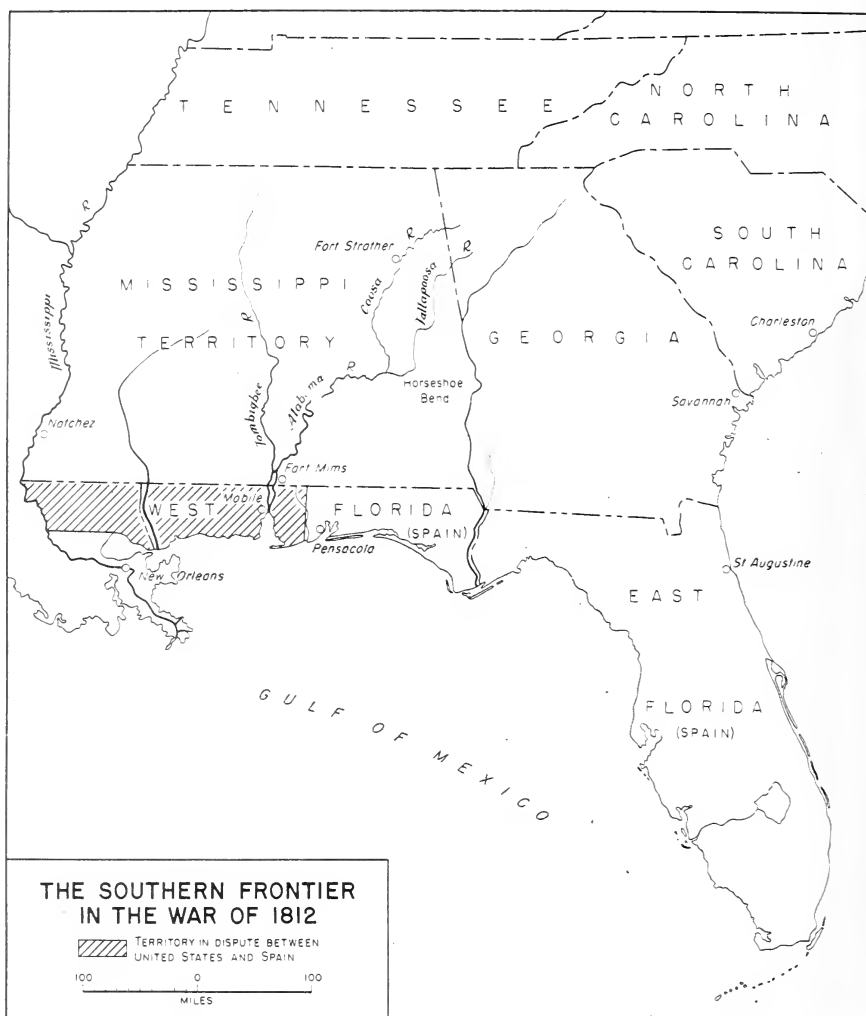 TENNESSEE
NORTH
CAROLINA
R
Fort Strother
R
R
SOUTH
CAROLINA
MISSISSIPPI
Coosa
Tallapoosa
Mississippi
R
TERRITORY
GEORGIA
Charleston
R
Horseshoe
Bend
Savannah
Alabama
Tombigbee
Natchez
Fort Mims
Mobile
WEST
FLORIDA
(SPAIN)
Pensacola
New Orleans
St Augustine
EAST
GULF OF MEXICO
FLORIDA
(SPAIN)
THE SOUTHERN FRONTIER
IN THE WAR OF 1812
TERRITORY IN DISPUTE BETWEEN
UNITED STATES AND SPAIN
100 0 100
MILES